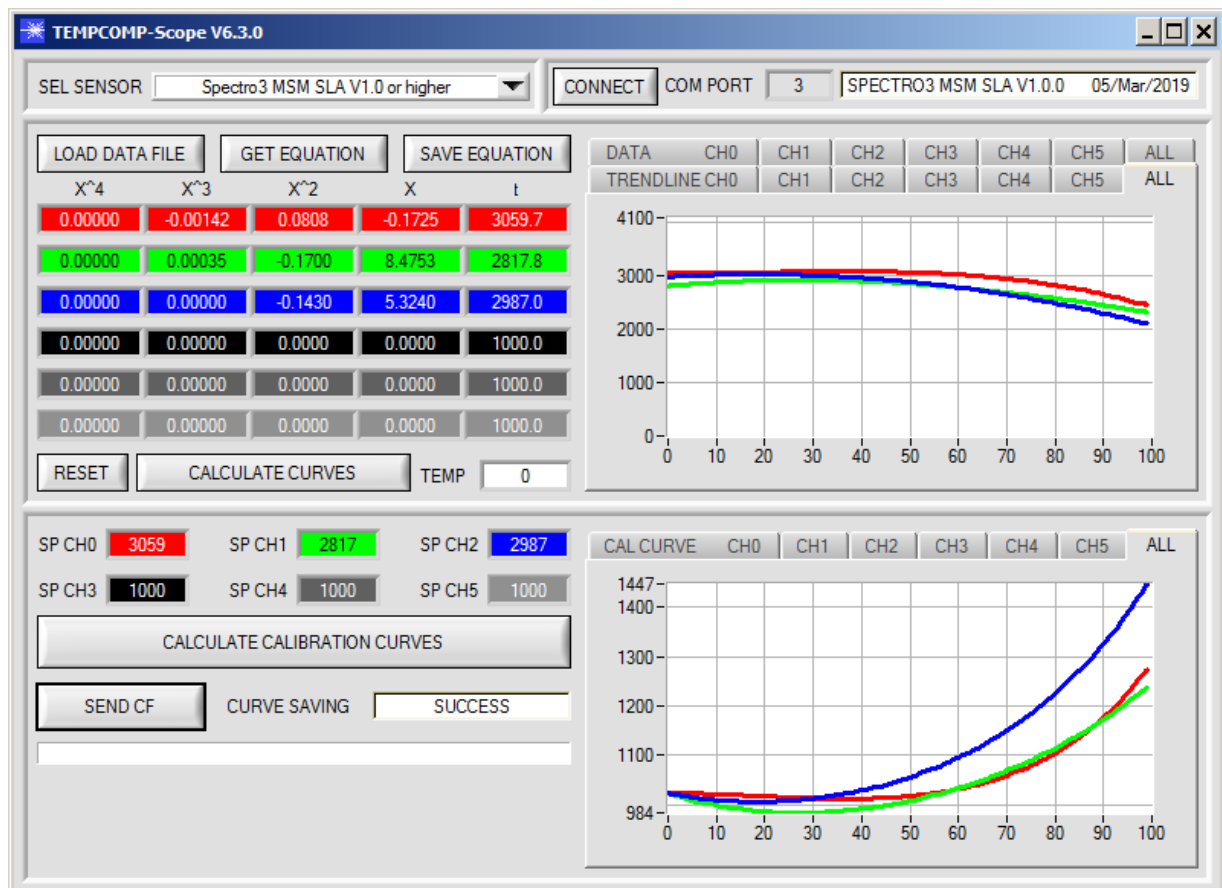 TEMPCOMP-Scope V6.3.0
SEL SENSOR Spectro3 MSM SLA V1.0 or higher CONNECT COM PORT 3 SPECTRO3 MSM SLA V1.0.0 05/Mar/2019
LOAD DATA FILE GET EQUATION SAVE EQUATION
X^4 X^3 X^2 X t
0.00000 -0.00142 0.0808 -0.1725 3059.7
0.00000 0.00035 -0.1700 8.4753 2817.8
0.00000 0.00000 -0.1430 5.3240 2987.0
0.00000 0.00000 0.0000 0.0000 1000.0
0.00000 0.00000 0.0000 0.0000 1000.0
0.00000 0.00000 0.0000 0.0000 1000.0
RESET CALCULATE CURVES TEMP 0
DATA CH0 CH1 CH2 CH3 CH4 CH5 ALL
TRENDLINE CH0 CH1 CH2 CH3 CH4 CH5 ALL
4100
3000
2000
1000
0
0 10 20 30 40 50 60 70 80 90 100
SP CH0 3059 SP CH1 2817 SP CH2 2987
SP CH3 1000 SP CH4 1000 SP CH5 1000
CALCULATE CALIBRATION CURVES
SEND CF CURVE SAVING SUCCESS
CAL CURVE CH0 CH1 CH2 CH3 CH4 CH5 ALL
1447
1400
1300
1200
1100
984
0 10 20 30 40 50 60 70 80 90 100